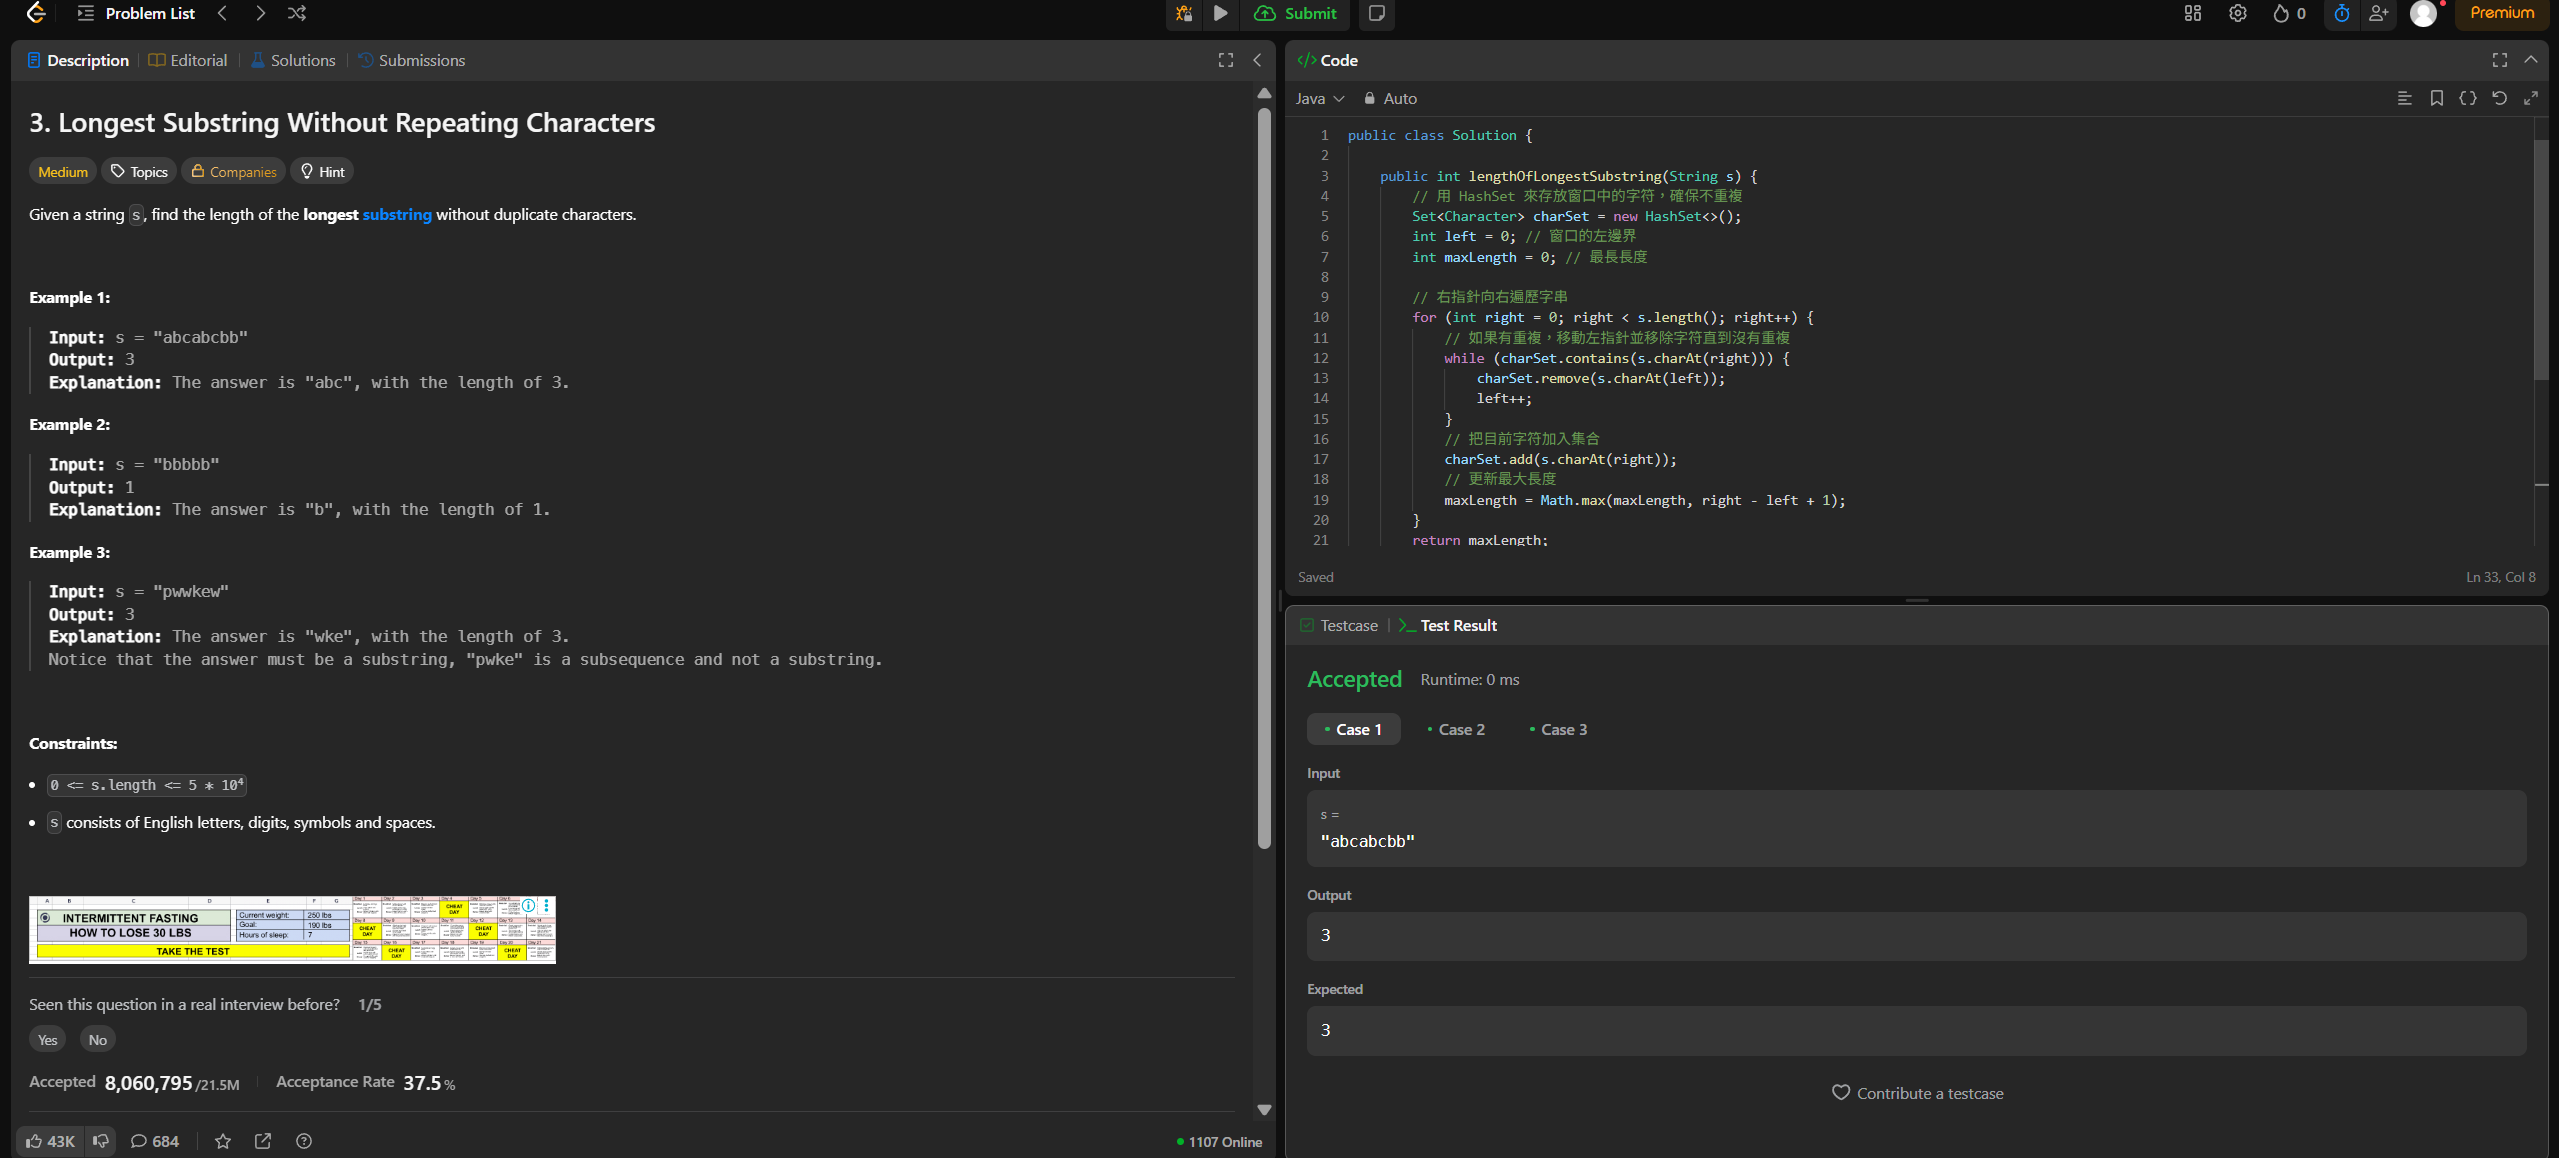 Problem List
Submit
0
Premium
Description
Editorial
Solutions
Submissions
3. Longest Substring Without Repeating Characters
Medium
Topics
Companies
Hint
Given a string s, find the length of the longest substring without duplicate characters.
Example 1:
Input: s = "abcabcbb"
Output: 3
Explanation: The answer is "abc", with the length of 3.
Example 2:
Input: s = "bbbbb"
Output: 1
Explanation: The answer is "b", with the length of 1.
Example 3:
Input: s = "pwwkew"
Output: 3
Explanation: The answer is "wke", with the length of 3.
Notice that the answer must be a substring, "pwke" is a subsequence and not a substring.
Constraints:
0 <= s.length <= 5 * 10⁴
s consists of English letters, digits, symbols and spaces.
INTERMITTENT FASTING
HOW TO LOSE 30 LBS
TAKE THE TEST
Current weight: 250 lbs
Goal: 190 lbs
Hours of sleep: 7
CHEAT DAY
CHEAT DAY
CHEAT DAY
CHEAT DAY
CHEAT DAY
Seen this question in a real interview before? 1/5
Yes
No
Accepted 8,060,795/21.5M
Acceptance Rate 37.5%
43K
684
1107 Online
</> Code
Java
Auto
1 public class Solution {
2
3 public int lengthOfLongestSubstring(String s) {
4 // 用 HashSet 來存放窗口中的字符，確保不重複
5 Set<Character> charSet = new HashSet<>();
6 int left = 0; // 窗口的左邊界
7 int maxLength = 0; // 最長長度
8
9 // 右指針向右遍歷字串
10 for (int right = 0; right < s.length(); right++) {
11 // 如果有重複，移動左指針並移除字符直到沒有重複
12 while (charSet.contains(s.charAt(right))) {
13 charSet.remove(s.charAt(left));
14 left++;
15 }
16 // 把目前字符加入集合
17 charSet.add(s.charAt(right));
18 // 更新最大長度
19 maxLength = Math.max(maxLength, right - left + 1);
20 }
21 return maxLength;
Saved
Ln 33, Col 8
Testcase
>_ Test Result
Accepted
Runtime: 0 ms
Case 1
Case 2
Case 3
Input
s =
"abcabcbb"
Output
3
Expected
3
Contribute a testcase